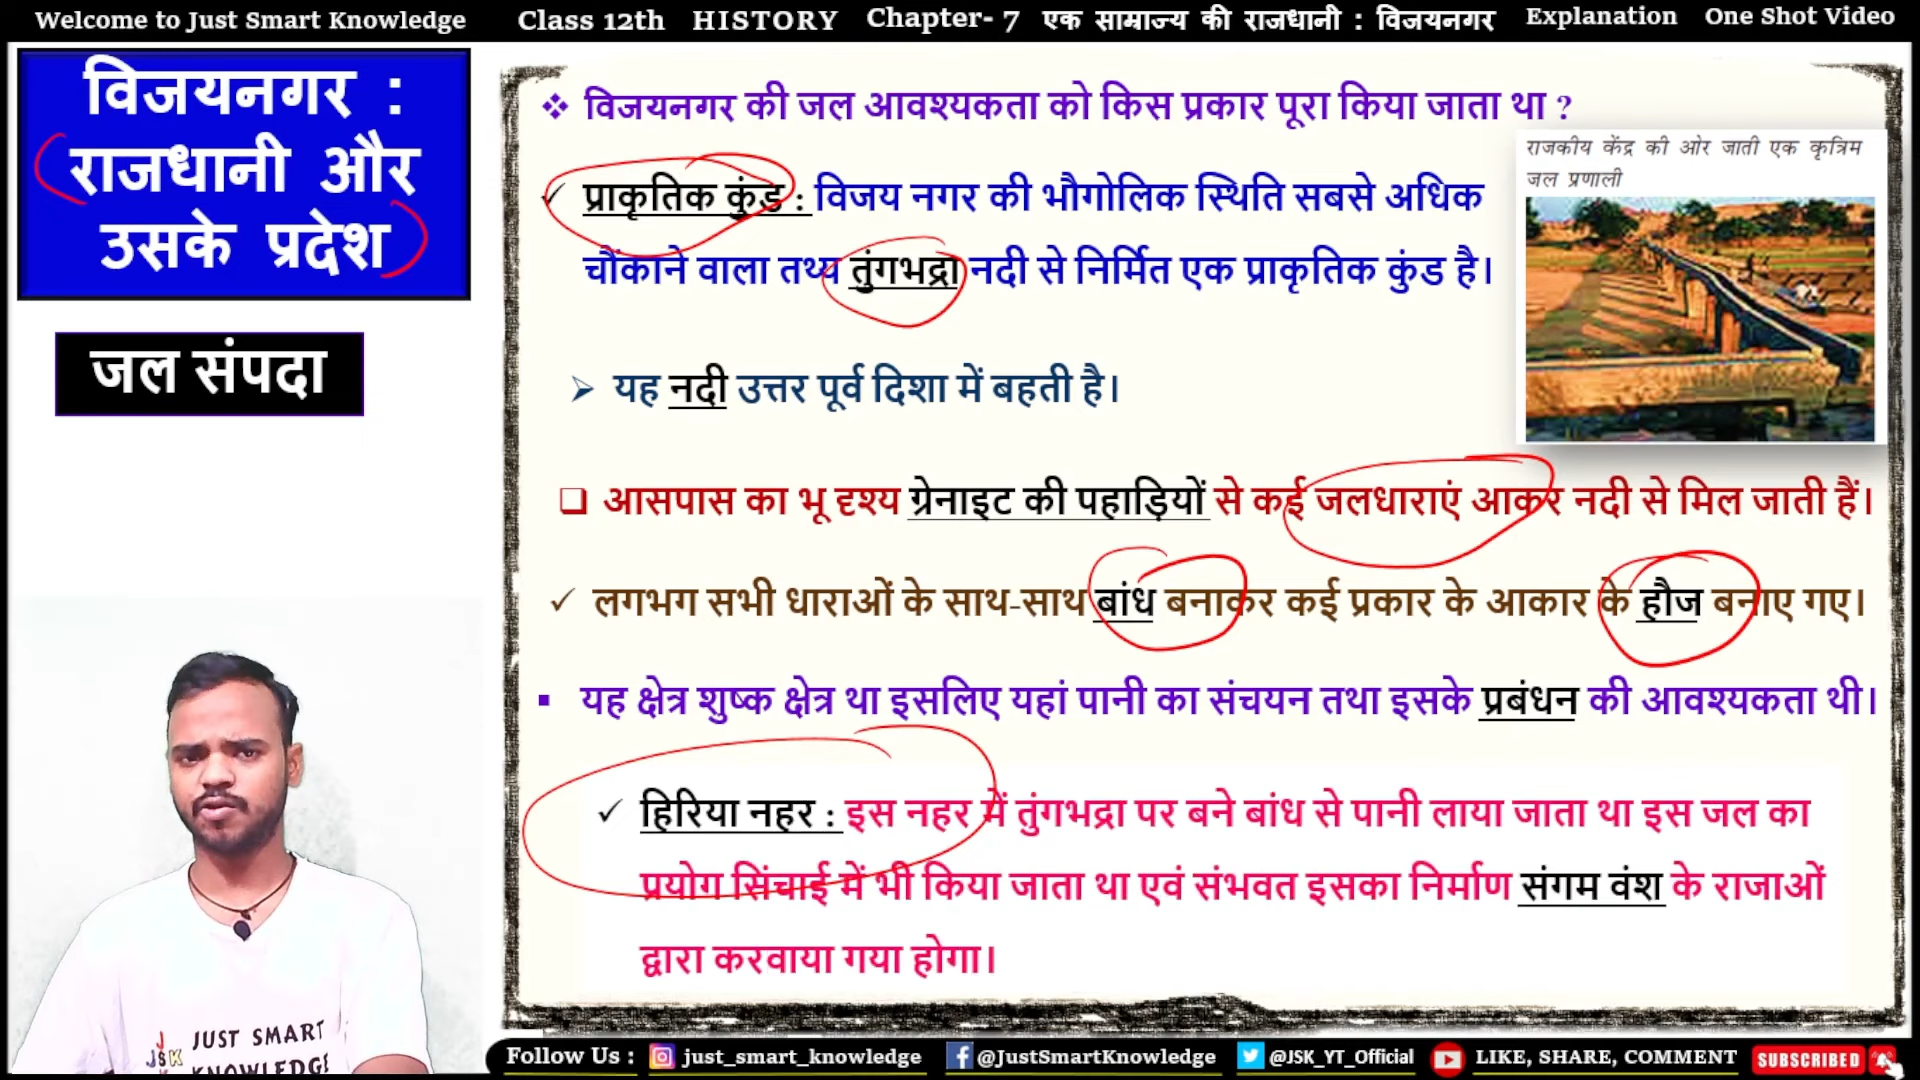 Welcome to Just Smart Knowledge Class 12th HISTORY Chapter- 7 एक साम्राज्य की राजधानी : विजयनगर Explanation One Shot Video
विजयनगर :
राजधानी और
उसके प्रदेश
जल संपदा
❖ विजयनगर की जल आवश्यकता को किस प्रकार पूरा किया जाता था ?
राजकीय केंद्र की ओर जाती एक कृत्रिम
जल प्रणाली
✓ प्राकृतिक कुंड : विजय नगर की भौगोलिक स्थिति सबसे अधिक
चौंकाने वाला तथ्य तुंगभद्रा नदी से निर्मित एक प्राकृतिक कुंड है।
➢ यह नदी उत्तर पूर्व दिशा में बहती है।
❑ आसपास का भू दृश्य ग्रेनाइट की पहाड़ियों से कई जलधाराएं आकर नदी से मिल जाती हैं।
✓ लगभग सभी धाराओं के साथ-साथ बांध बनाकर कई प्रकार के आकार के हौज बनाए गए।
▪ यह क्षेत्र शुष्क क्षेत्र था इसलिए यहां पानी का संचयन तथा इसके प्रबंधन की आवश्यकता थी।
✓ हिरिया नहर : इस नहर में तुंगभद्रा पर बने बांध से पानी लाया जाता था इस जल का
प्रयोग सिंचाई में भी किया जाता था एवं संभवत इसका निर्माण संगम वंश के राजाओं
द्वारा करवाया गया होगा।
JSK JUST SMART
KNOWLEDGE
Follow Us : just_smart_knowledge @JustSmartKnowledge @JSK_YT_Official LIKE, SHARE, COMMENT SUBSCRIBED